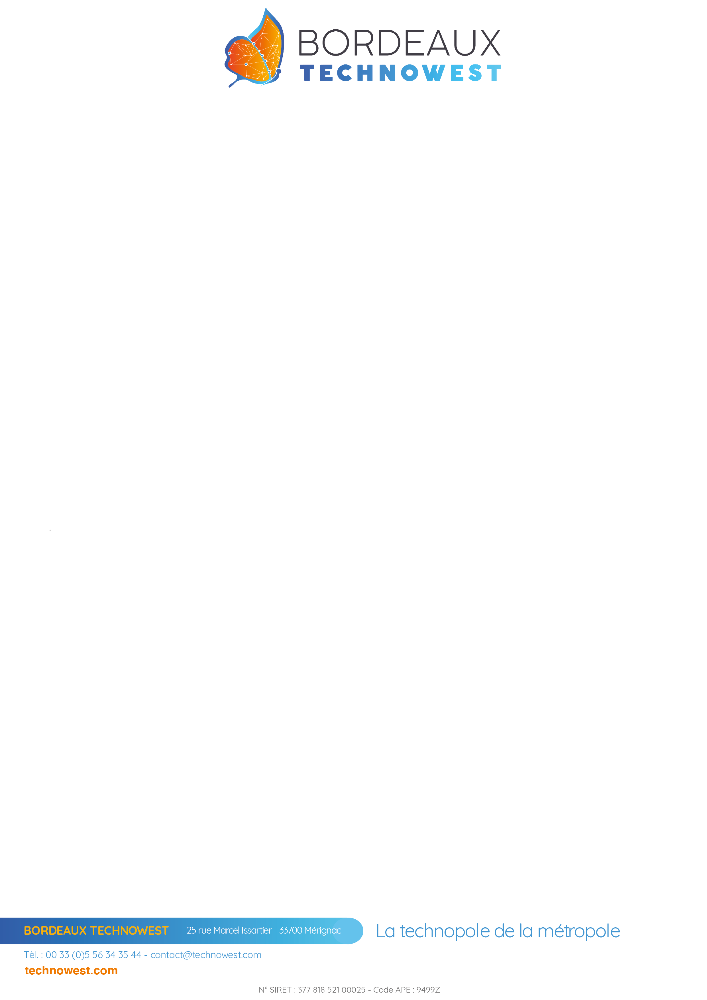 BORDEAUX
TECHNOWEST
BORDEAUX TECHNOWEST 25 rue Marcel Issartier - 33700 Mérignac La technopole de la métropole
Tèl. : 00 33 (0)5 56 34 35 44 - contact@technowest.com
technowest.com
N° SIRET : 377 818 521 00025 - Code APE : 9499Z